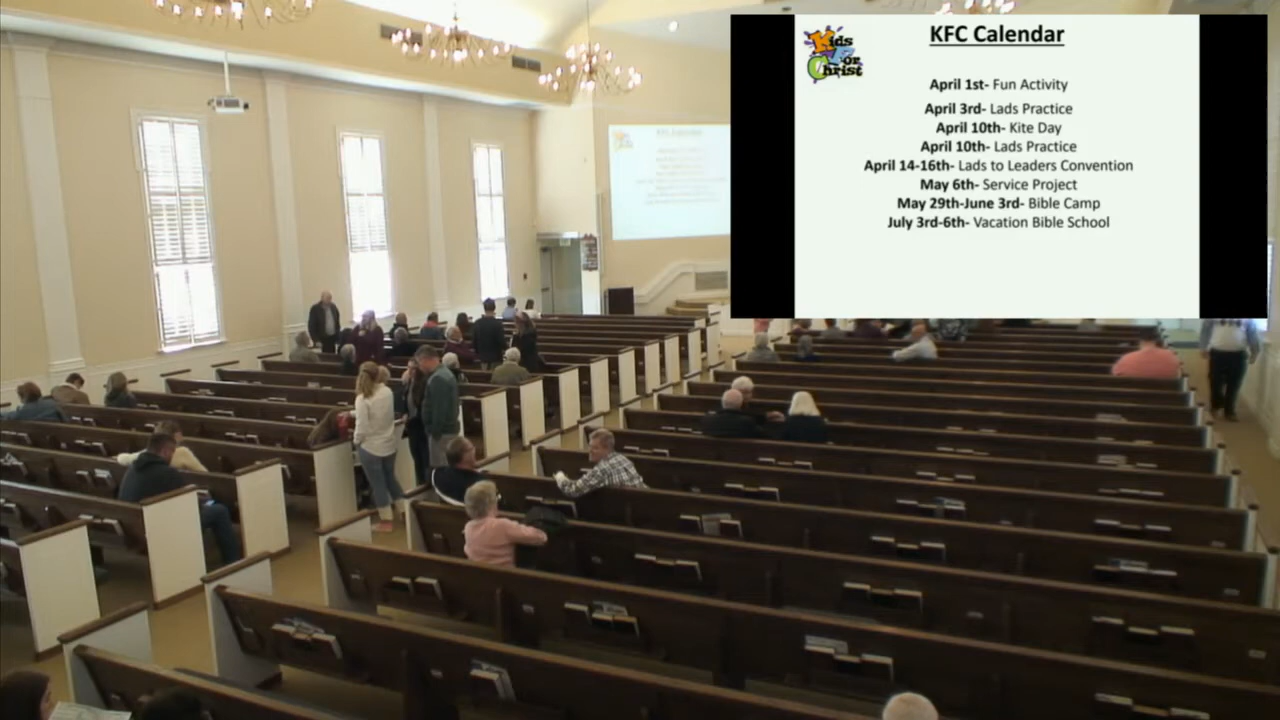 KFC Calendar
Kids
For
Christ
April 1st- Fun Activity
April 3rd- Lads Practice
April 10th- Kite Day
April 10th- Lads Practice
April 14-16th- Lads to Leaders Convention
May 6th- Service Project
May 29th-June 3rd- Bible Camp
July 3rd-6th- Vacation Bible School
KFC Calendar